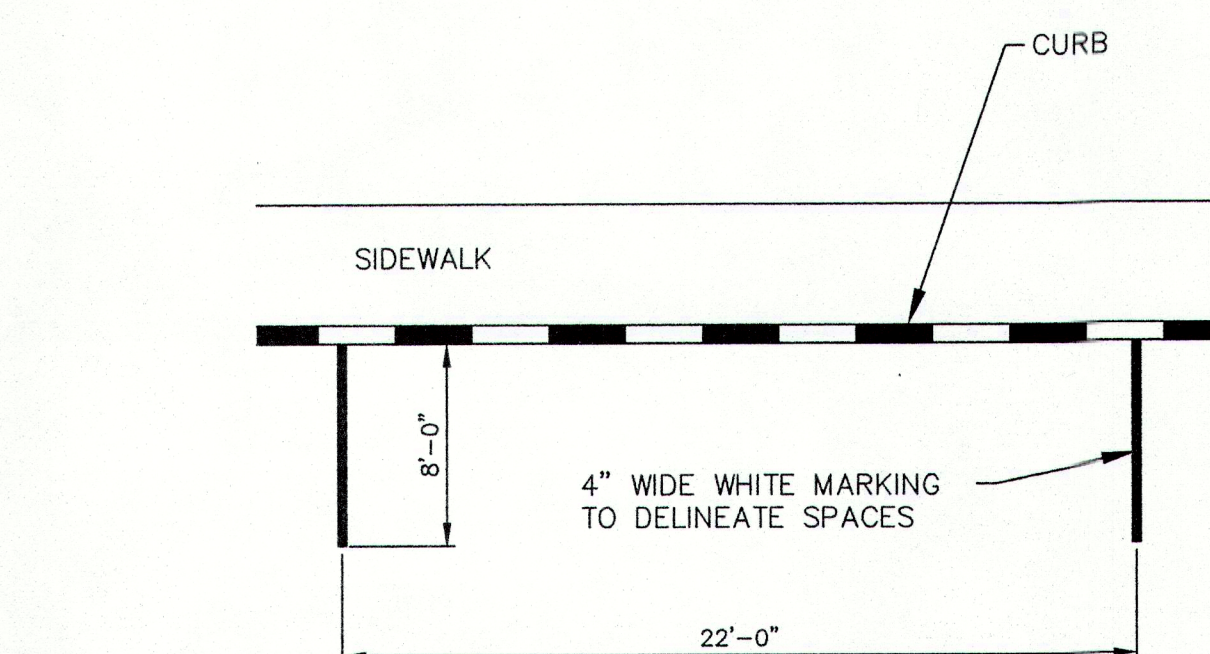 CURB
SIDEWALK
8'-0"
4" WIDE WHITE MARKING
TO DELINEATE SPACES
22'-0"